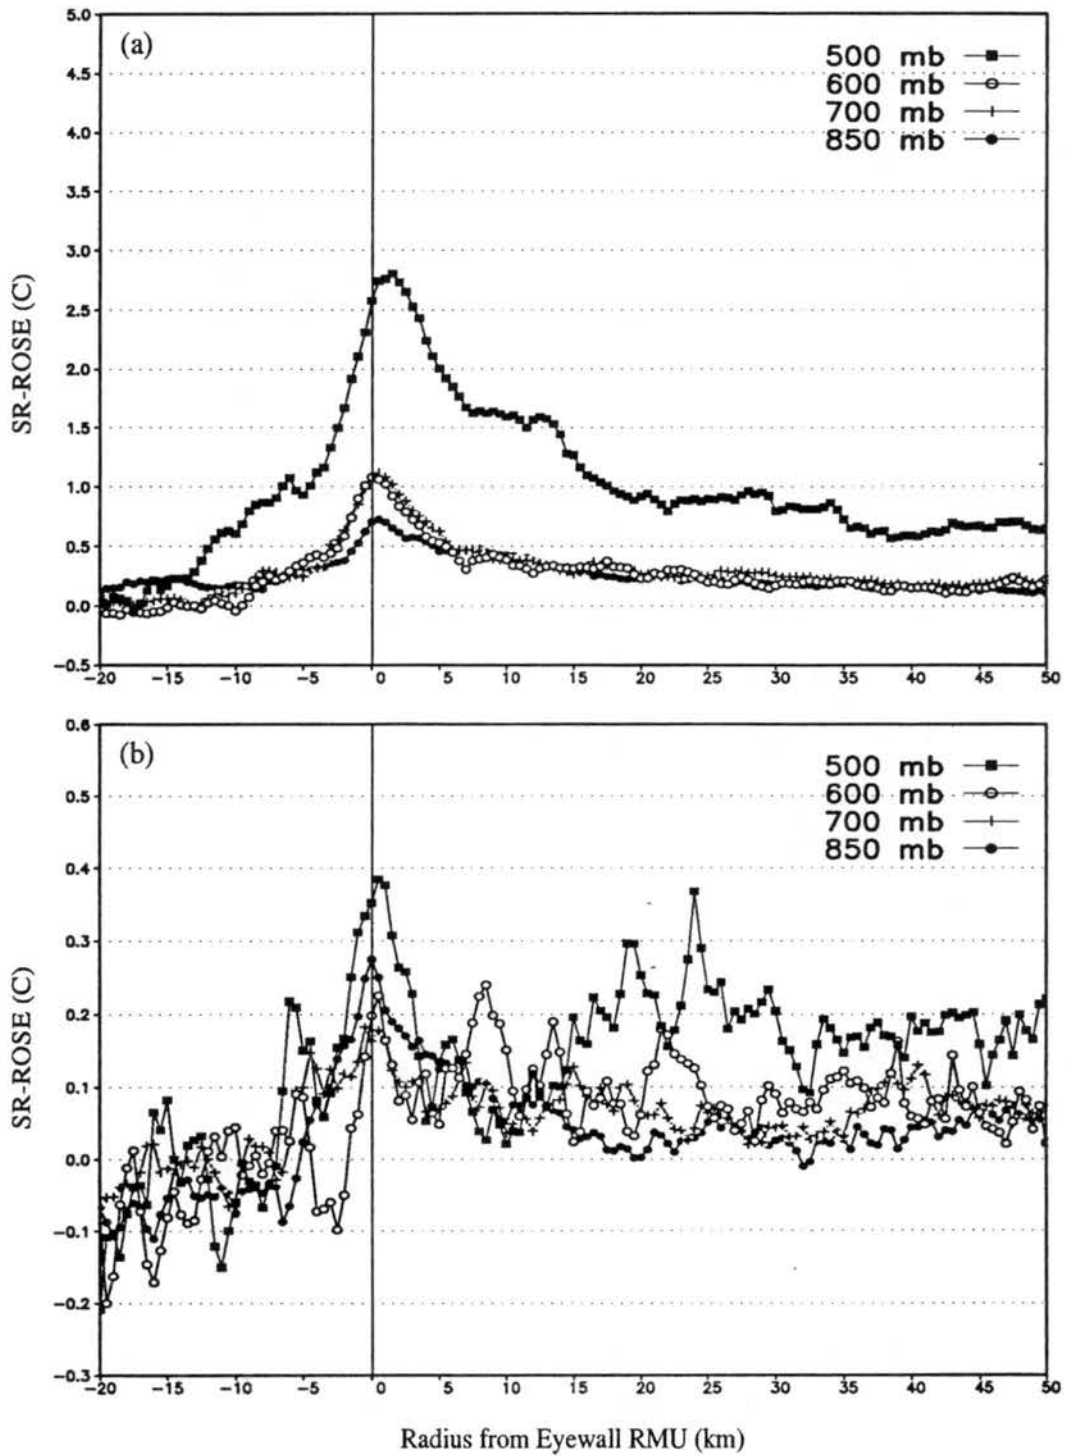 (a)
500 mb
600 mb
700 mb
850 mb
5.0
4.5
4.0
3.5
3.0
2.5
2.0
1.5
1.0
0.5
0.0
−0.5
SR-ROSE (C)
−20 −15 −10 −5 0 5 10 15 20 25 30 35 40 45 50
(b)
500 mb
600 mb
700 mb
850 mb
0.6
0.5
0.4
0.3
0.2
0.1
0.0
−0.1
−0.2
−0.3
SR-ROSE (C)
−20 −15 −10 −5 0 5 10 15 20 25 30 35 40 45 50
Radius from Eyewall RMU (km)